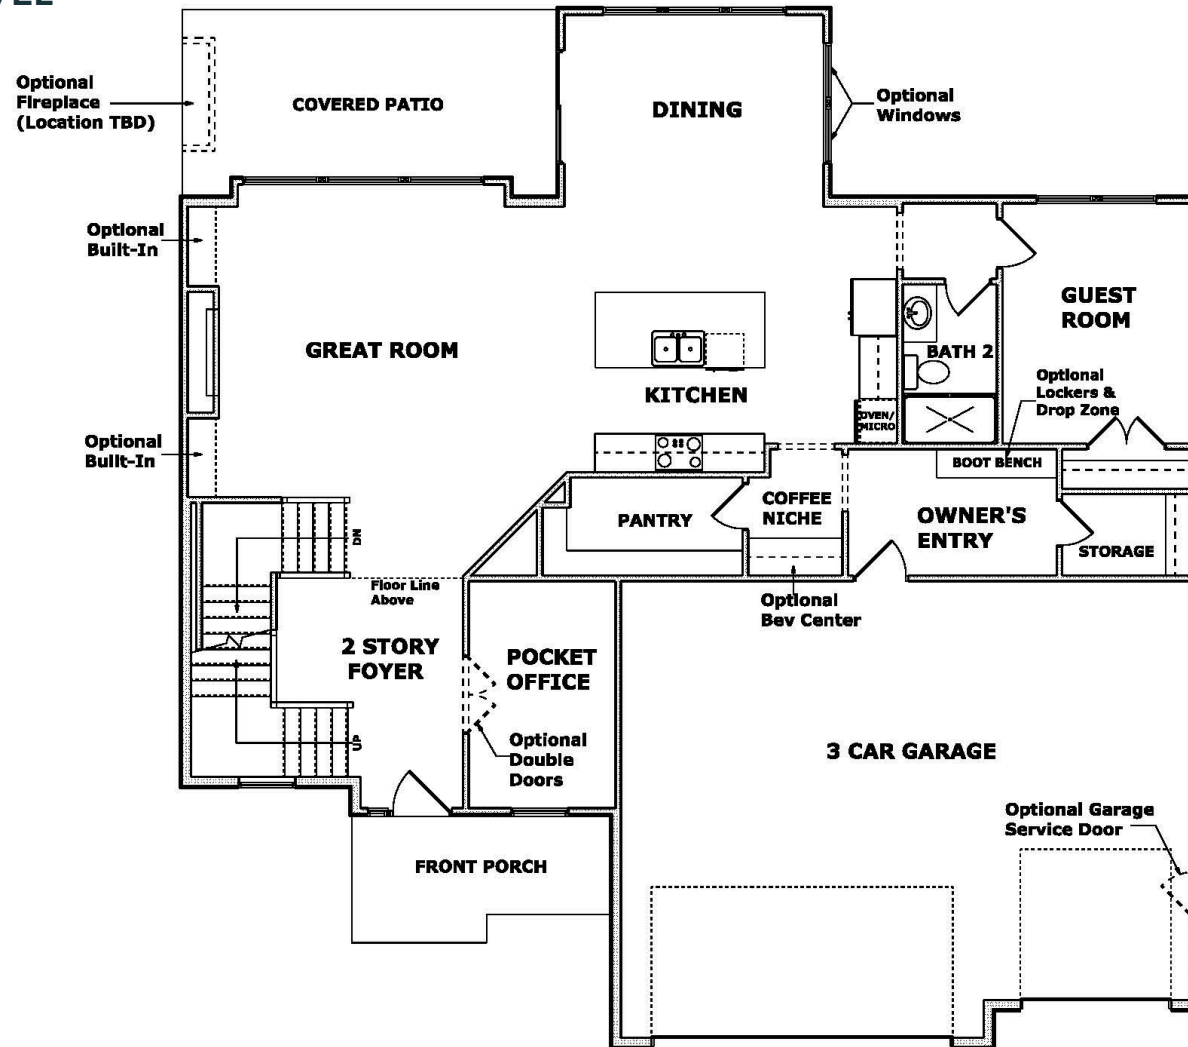 Optional
Fireplace
(Location TBD)
COVERED PATIO
DINING
Optional
Windows
Optional
Built-In
GREAT ROOM
KITCHEN
GUEST
ROOM
BATH 2
Optional
Lockers &
Drop Zone
OVEN/
MICRO
Optional
Built-In
BOOT BENCH
PANTRY
COFFEE
NICHE
OWNER'S
ENTRY
STORAGE
DN
Floor Line
Above
Optional
Bev Center
2 STORY
FOYER
POCKET
OFFICE
UP
Optional
Double
Doors
3 CAR GARAGE
Optional Garage
Service Door
FRONT PORCH